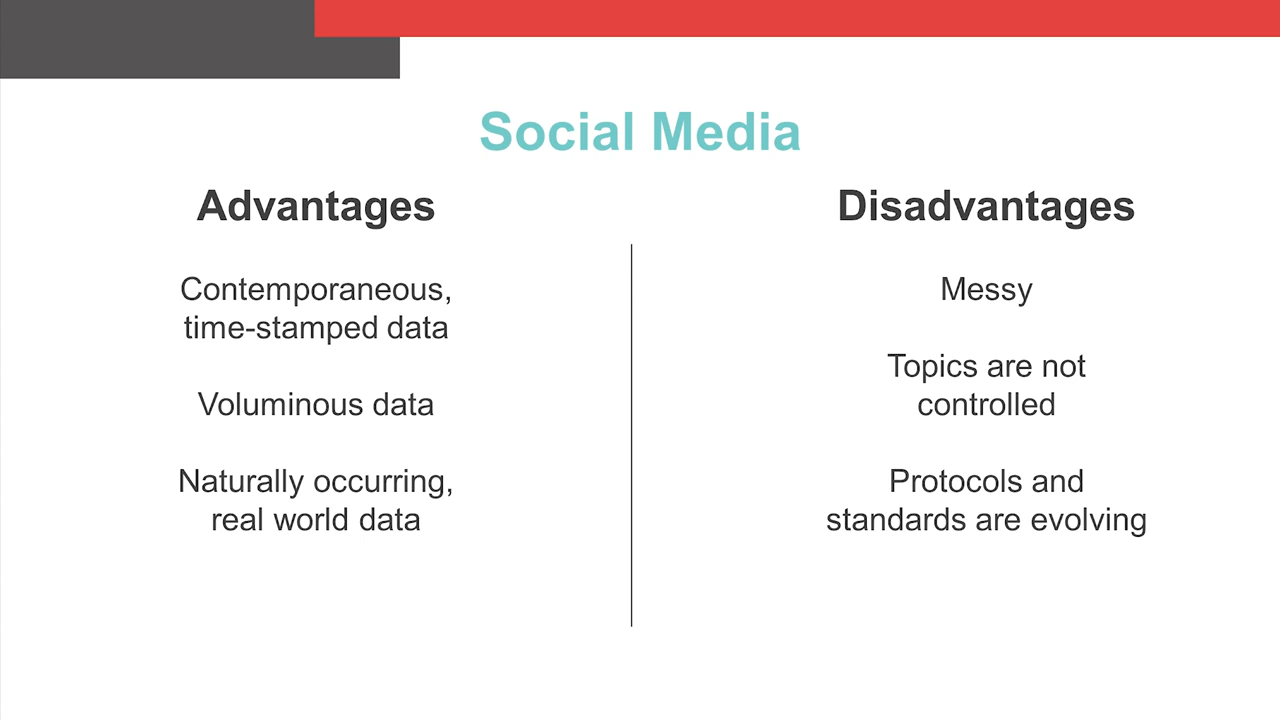 Social Media
Advantages
Contemporaneous,
time-stamped data
Voluminous data
Naturally occurring,
real world data
Disadvantages
Messy
Topics are not
controlled
Protocols and
standards are evolving